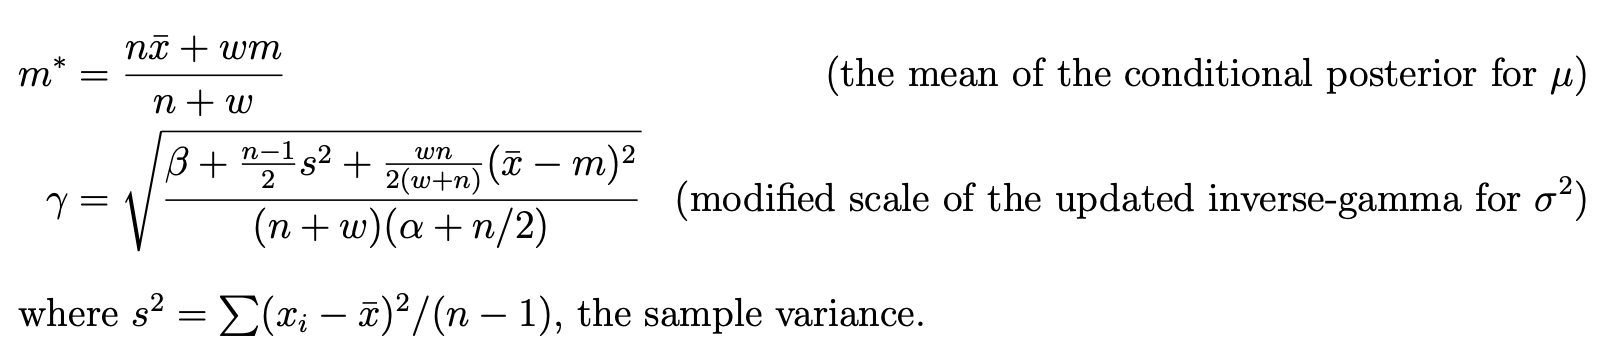 $m^* = \frac{n\bar{x} + wm}{n + w}$ (the mean of the conditional posterior for $\mu$)
$\gamma = \sqrt{\frac{\beta + \frac{n-1}{2}s^2 + \frac{wn}{2(w+n)}(\bar{x} - m)^2}{(n + w)(\alpha + n/2)}}$ (modified scale of the updated inverse-gamma for $\sigma^2$)
where $s^2 = \sum(x_i - \bar{x})^2/(n - 1)$, the sample variance.